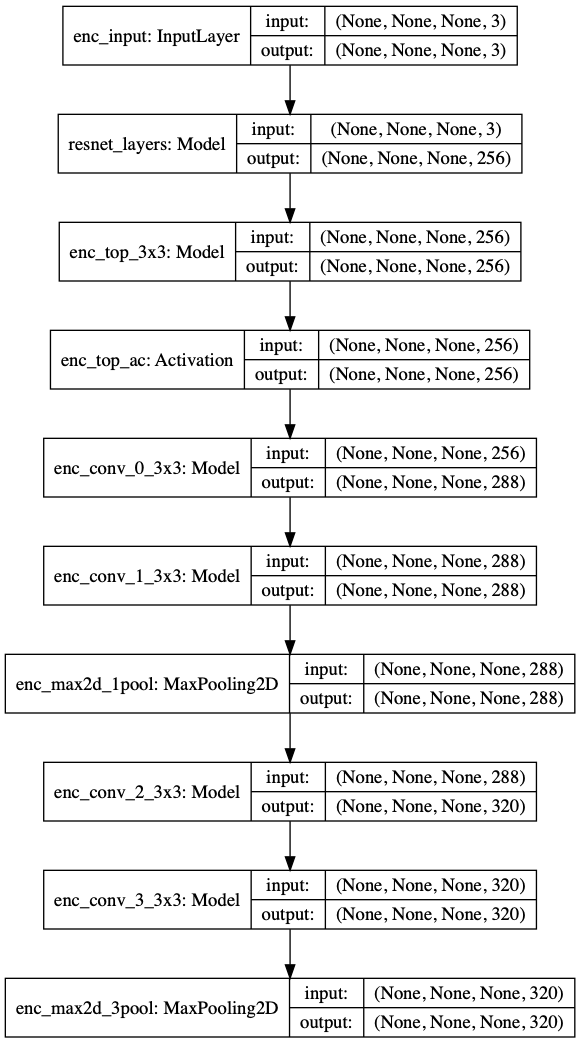 enc_input: InputLayer
input: (None, None, None, 3)
output: (None, None, None, 3)
resnet_layers: Model
input: (None, None, None, 3)
output: (None, None, None, 256)
enc_top_3x3: Model
input: (None, None, None, 256)
output: (None, None, None, 256)
enc_top_ac: Activation
input: (None, None, None, 256)
output: (None, None, None, 256)
enc_conv_0_3x3: Model
input: (None, None, None, 256)
output: (None, None, None, 288)
enc_conv_1_3x3: Model
input: (None, None, None, 288)
output: (None, None, None, 288)
enc_max2d_1pool: MaxPooling2D
input: (None, None, None, 288)
output: (None, None, None, 288)
enc_conv_2_3x3: Model
input: (None, None, None, 288)
output: (None, None, None, 320)
enc_conv_3_3x3: Model
input: (None, None, None, 320)
output: (None, None, None, 320)
enc_max2d_3pool: MaxPooling2D
input: (None, None, None, 320)
output: (None, None, None, 320)